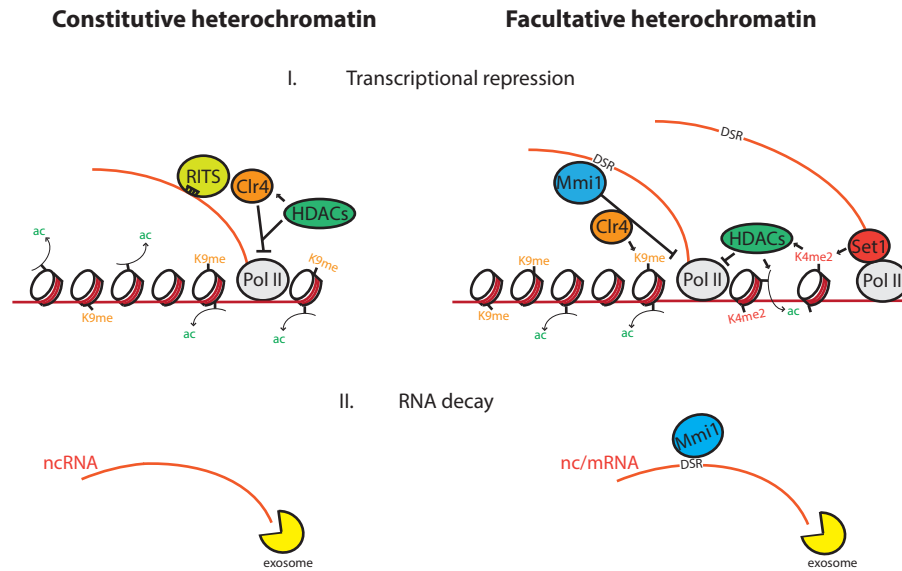 Constitutive heterochromatin
Facultative heterochromatin
I. Transcriptional repression
RITS
Clr4
HDACs
ac
ac
K9me
K9me
Pol II
K9me
ac
ac
DSR
DSR
Mmi1
Clr4
HDACs
Set1
K9me
K9me
K4me2
Pol II
Pol II
K9me
K4me2
ac
ac
ac
II. RNA decay
ncRNA
exosome
nc/mRNA
Mmi1
DSR
exosome